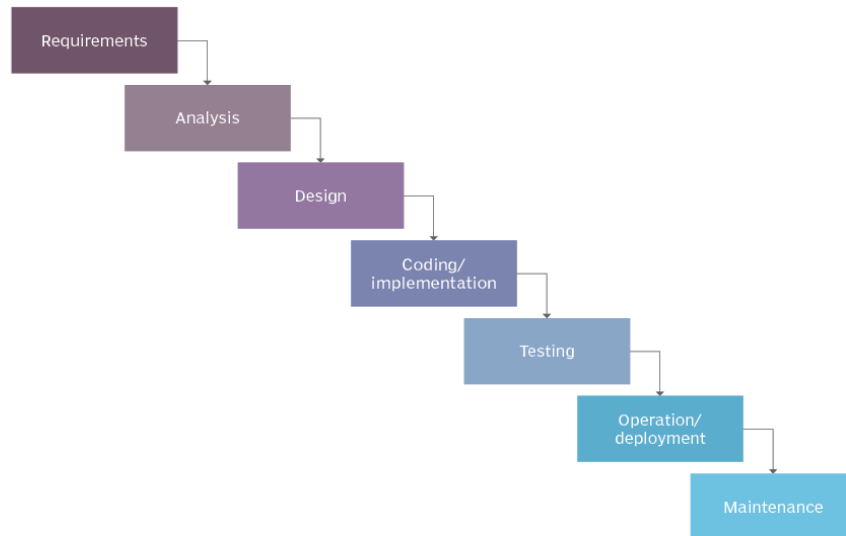 Requirements
Analysis
Design
Coding/
implementation
Testing
Operation/
deployment
Maintenance